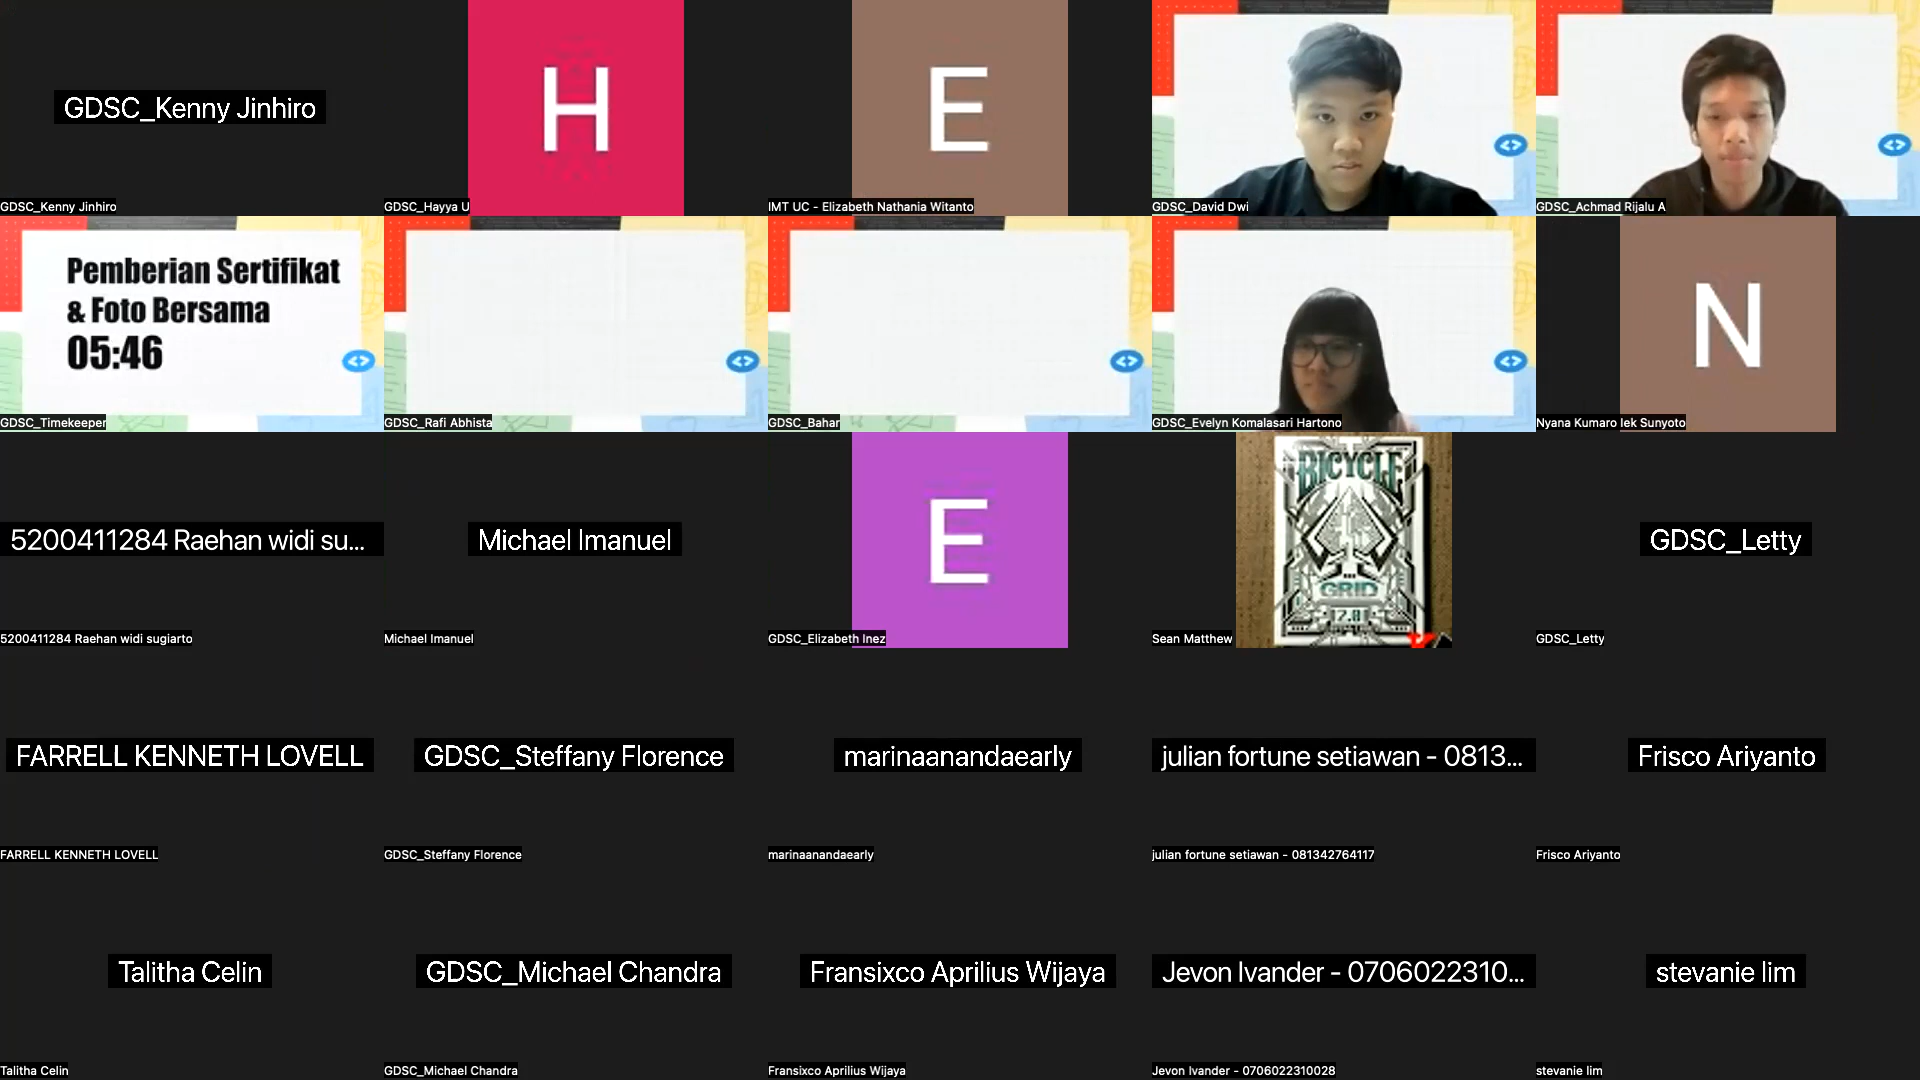 GDSC_Kenny Jinhiro
GDSC_Kenny Jinhiro
H
GDSC_Hayya U
E
IMT UC - Elizabeth Nathania Witanto
GDSC_David Dwi
GDSC_Achmad Rijalu A
Pemberian Sertifikat
& Foto Bersama
05:46
GDSC_Timekeeper
GDSC_Rafi Abhista
GDSC_Bahar
GDSC_Evelyn Komalasari Hartono
N
Nyana Kumaro Iek Sunyoto
5200411284 Raehan widi su...
5200411284 Raehan widi sugiarto
Michael Imanuel
Michael Imanuel
E
GDSC_Elizabeth Inez
BICYCLE
GRID
Sean Matthew
GDSC_Letty
GDSC_Letty
FARRELL KENNETH LOVELL
FARRELL KENNETH LOVELL
GDSC_Steffany Florence
GDSC_Steffany Florence
marinaanandaearly
marinaanandaearly
julian fortune setiawan - 0813...
julian fortune setiawan - 081342764117
Frisco Ariyanto
Frisco Ariyanto
Talitha Celin
Talitha Celin
GDSC_Michael Chandra
GDSC_Michael Chandra
Fransixco Aprilius Wijaya
Fransixco Aprilius Wijaya
Jevon Ivander - 0706022310...
Jevon Ivander - 0706022310028
stevanie lim
stevanie lim